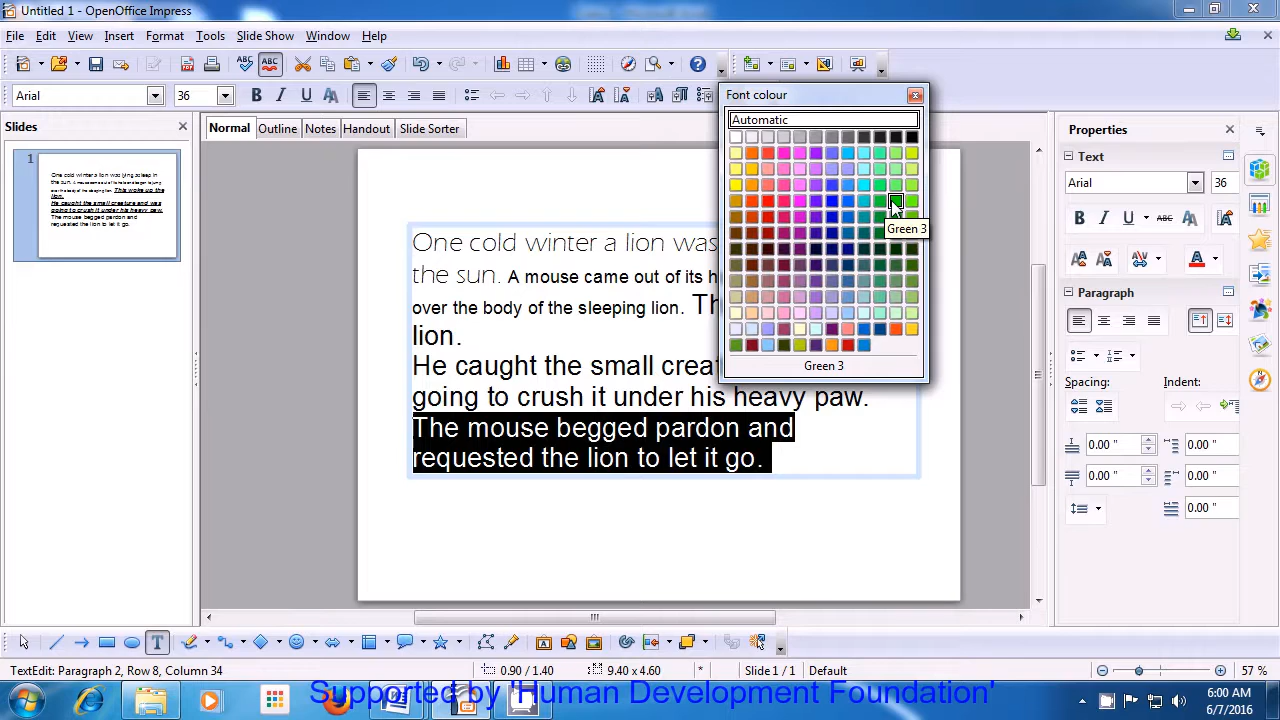 Untitled 1 - OpenOffice Impress
File Edit View Insert Format Tools Slide Show Window Help
Arial 36
Font colour
Automatic
Green 3
Green 3
Slides
1
Normal Outline Notes Handout Slide Sorter
One cold winter a lion was
the sun. A mouse came out of its
over the body of the sleeping lion.
lion.
He caught the small
going to crush it under his heavy paw.
The mouse begged pardon and
requested the lion to let it go.
Properties
Text
Arial 36
Paragraph
Spacing: Indent:
0.00 " 0.00 "
0.00 " 0.00 "
0.00 "
TextEdit: Paragraph 2, Row 8, Column 34
0.90 / 1.40
9.40 x 4.60
*
Slide 1 / 1
Default
57 %
Supported by 'Human Development Foundation'
6:00 AM
6/7/2016